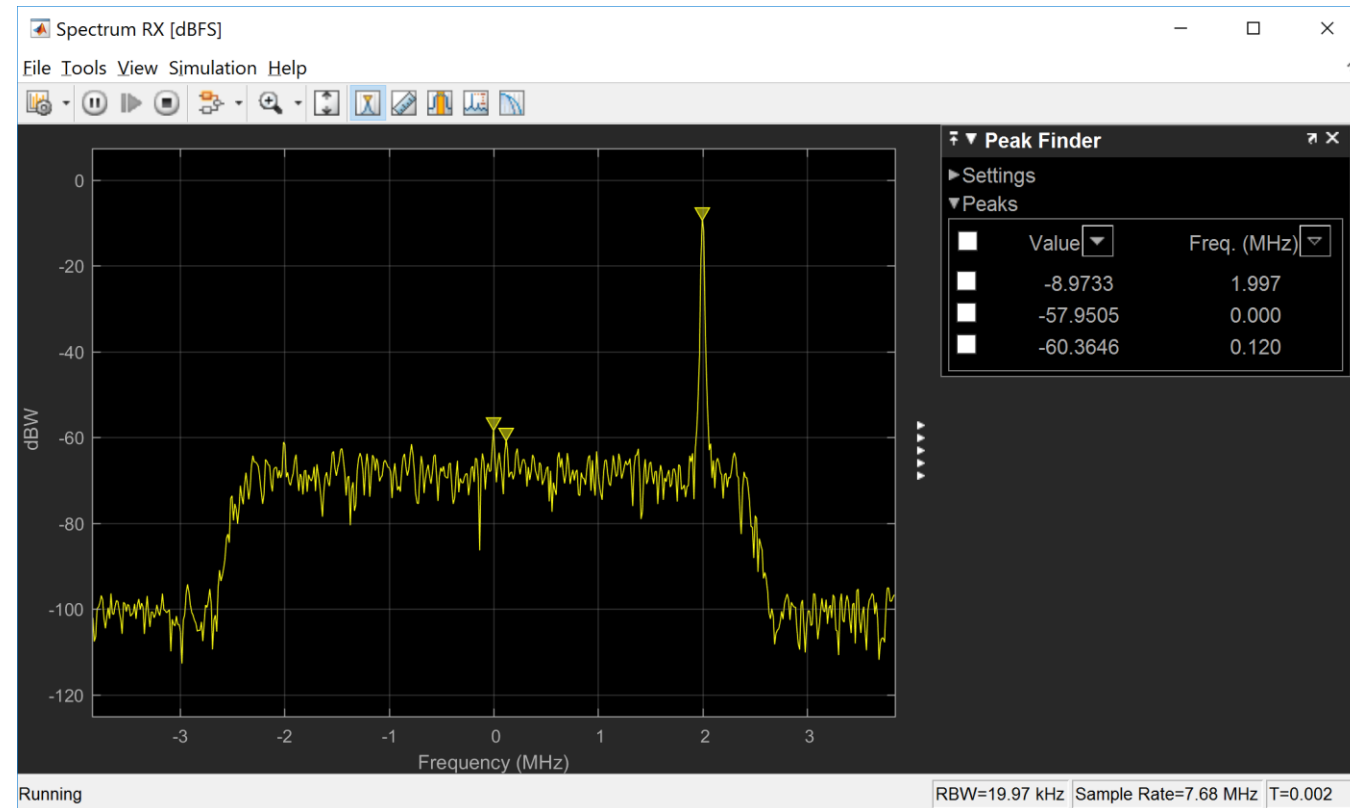 Spectrum RX [dBFS]
File Tools View Simulation Help
Peak Finder
Settings
Peaks
Value Freq. (MHz)
-8.9733 1.997
-57.9505 0.000
-60.3646 0.120
0
-20
-40
-60
-80
-100
-120
dBW
-3 -2 -1 0 1 2 3
Frequency (MHz)
Running RBW=19.97 kHz Sample Rate=7.68 MHz T=0.002